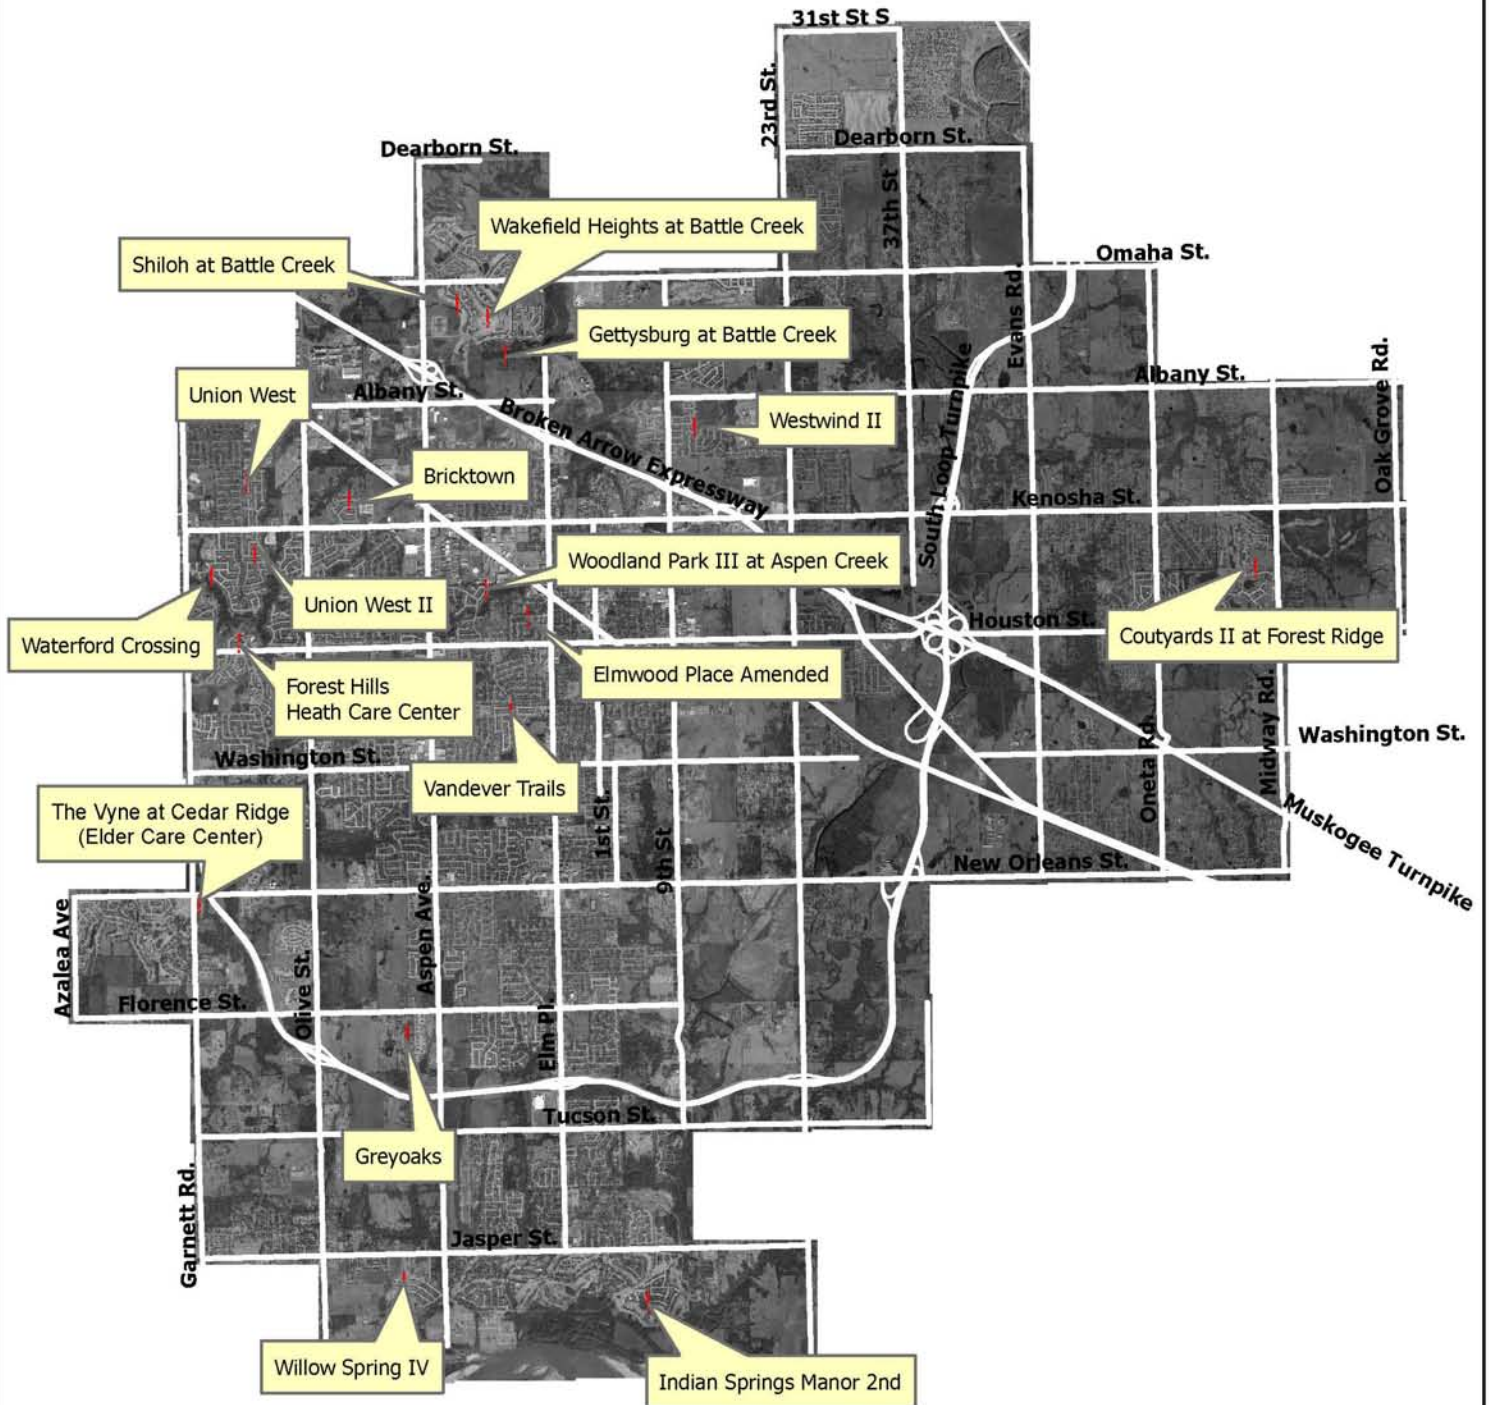 31st St S
23rd St.
Dearborn St.
Dearborn St.
37th St
Wakefield Heights at Battle Creek
Shiloh at Battle Creek
Omaha St.
Evans Rd.
Gettysburg at Battle Creek
Oak Grove Rd.
Union West
Albany St.
Albany St.
Broken Arrow Expressway
Westwind II
South Loop Turnpike
Bricktown
Kenosha St.
Woodland Park III at Aspen Creek
Union West II
Houston St.
Waterford Crossing
Coutyards II at Forest Ridge
Elmwood Place Amended
Forest Hills
Heath Care Center
Midway Rd.
Oneta Rd.
Washington St.
Washington St.
Vandever Trails
The Vyne at Cedar Ridge
(Elder Care Center)
1st St.
9th St
Muskogee Turnpike
New Orleans St.
Azalea Ave
Aspen Ave.
Olive St.
Florence St.
Elm Pl.
Tucson St.
Greyoaks
Garnett Rd.
Jasper St.
Willow Spring IV
Indian Springs Manor 2nd